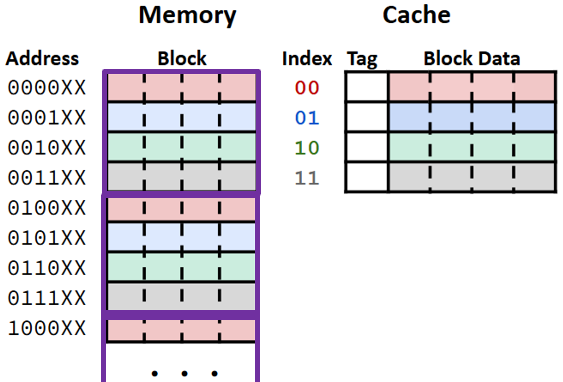 Memory Cache
Address Block Index Tag Block Data
0000XX 00
0001XX 01
0010XX 10
0011XX 11
0100XX
0101XX
0110XX
0111XX
1000XX
. . .